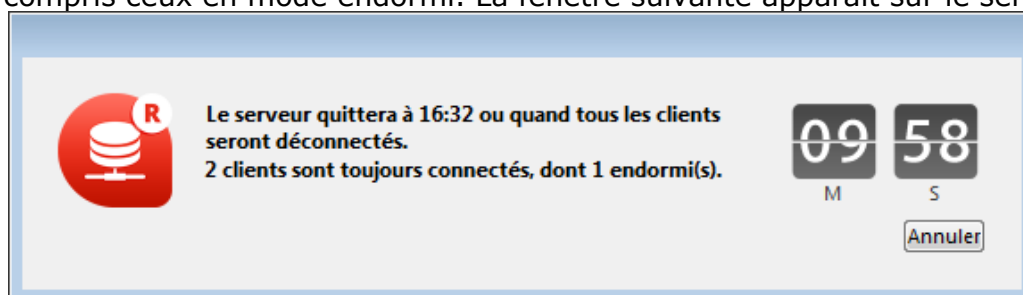 compris ceux en mode endormi. La fenêtre suivante apparaît sur le ser
R
Le serveur quittera à 16:32 ou quand tous les clients
seront déconnectés.
2 clients sont toujours connectés, dont 1 endormi(s).
09 58
M S
Annuler